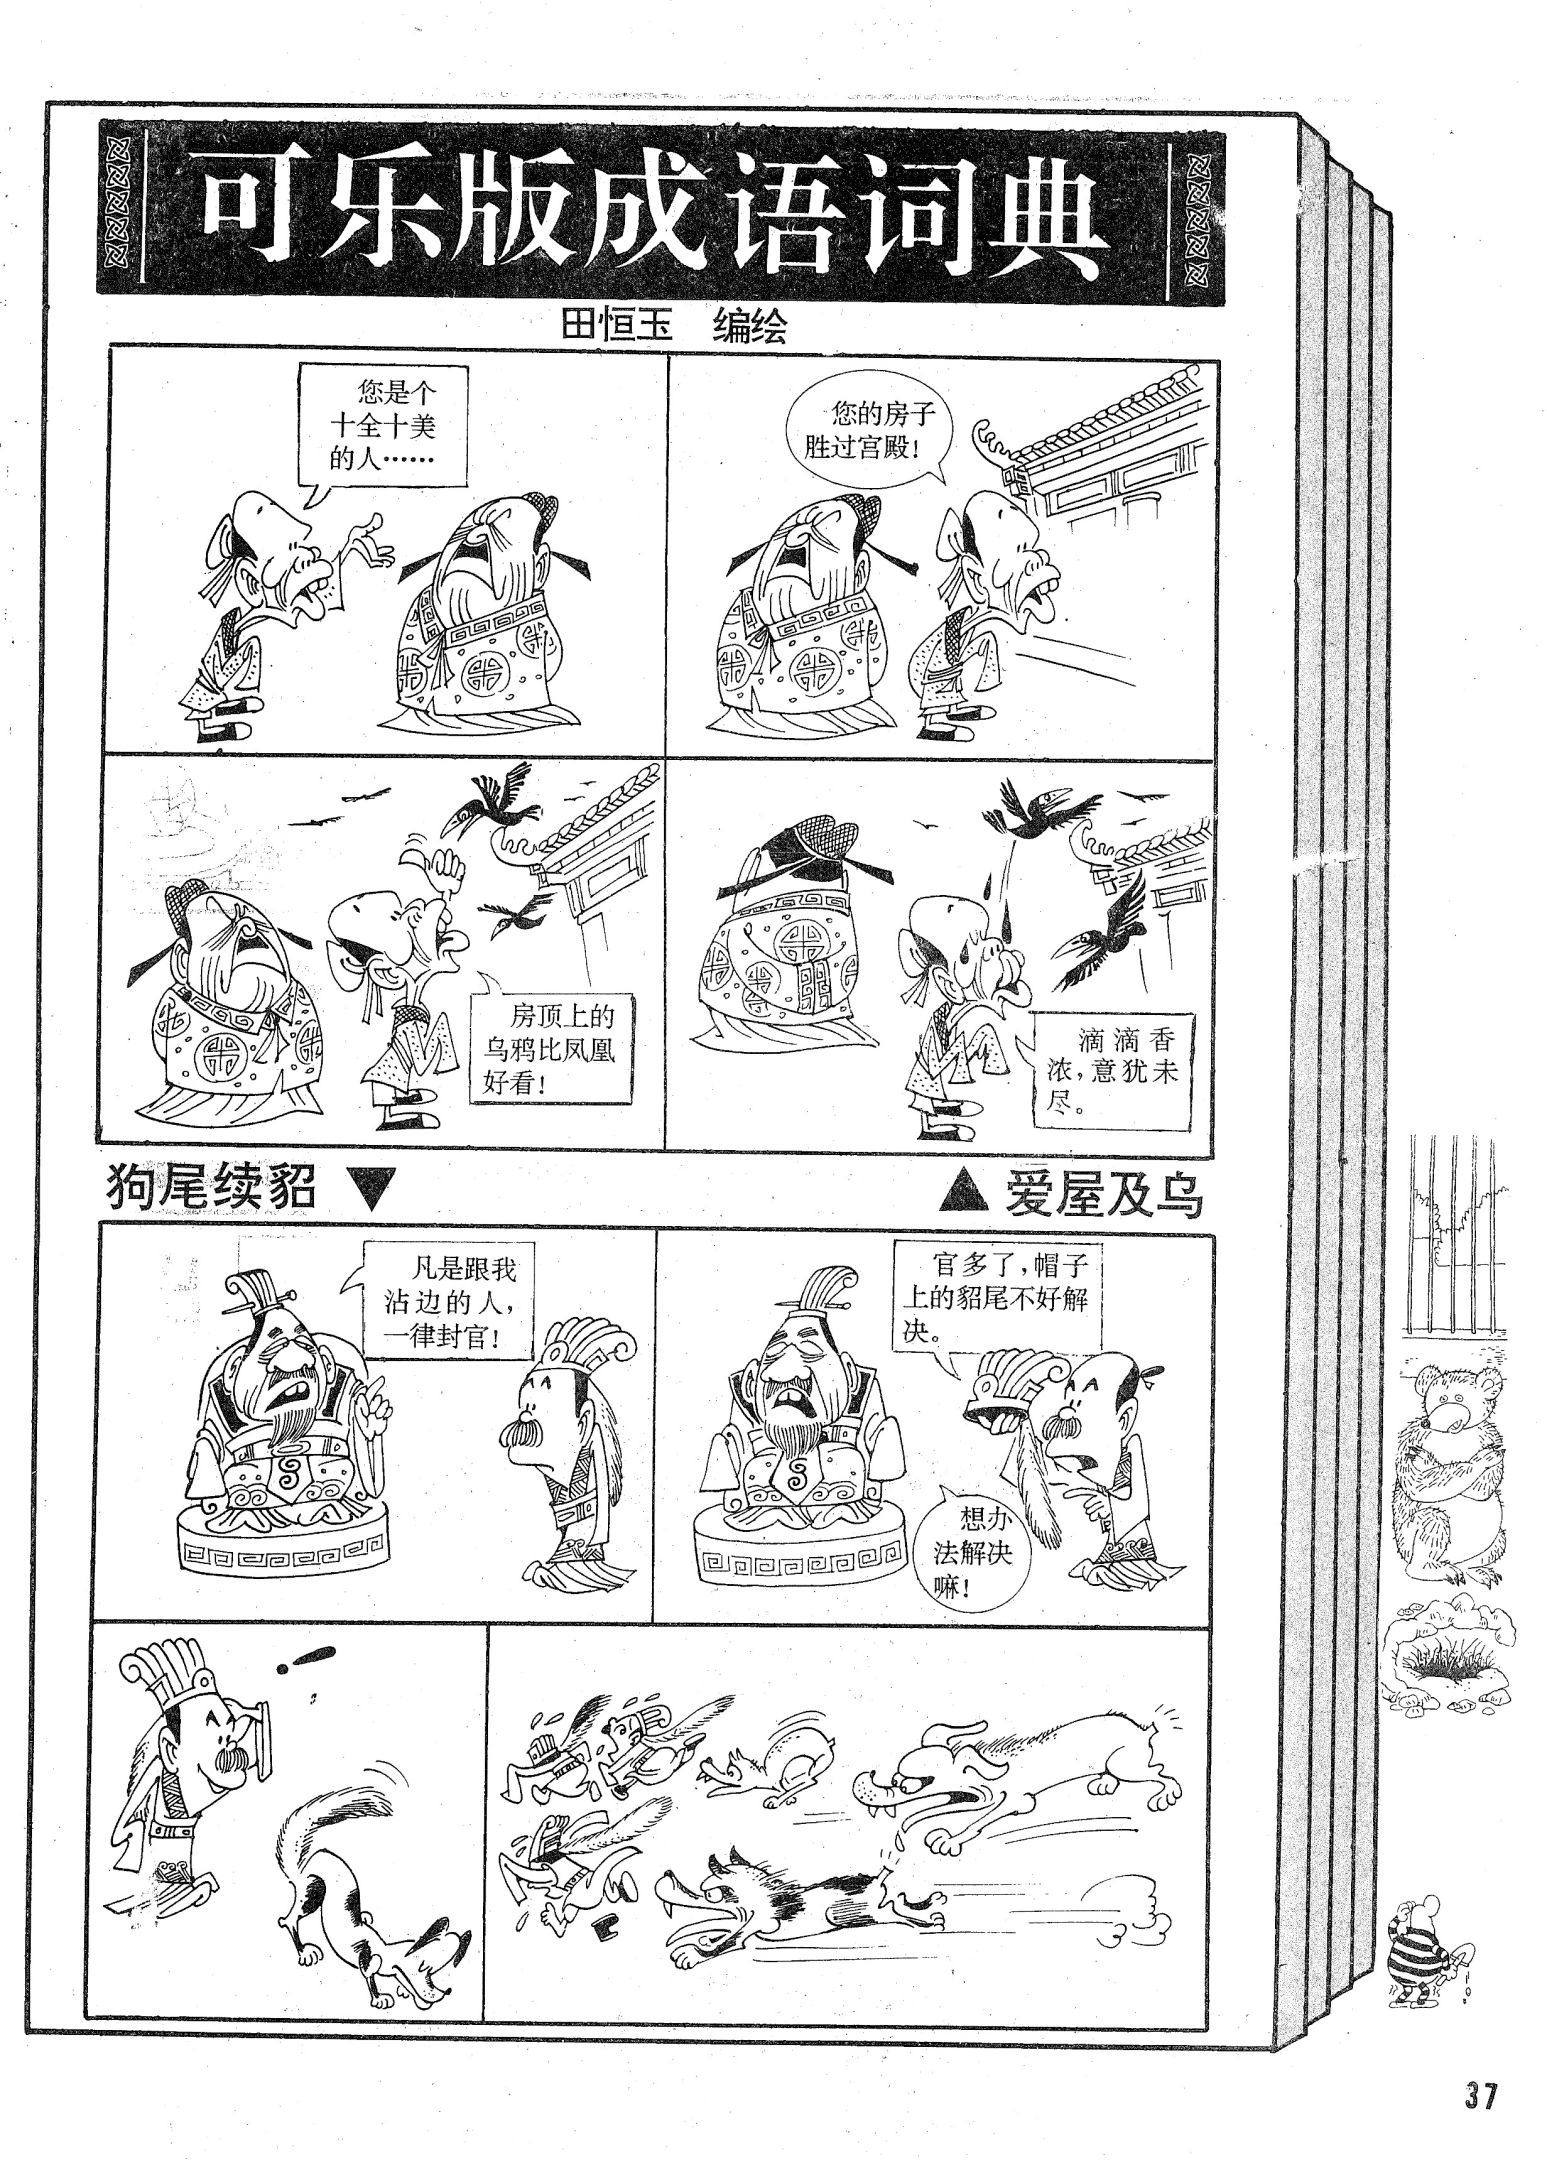 可乐版成语词典
田恒玉 编绘
您是个
十全十美
的人……
您的房子
胜过宫殿!
房顶上的
乌鸦比凤凰
好看!
滴滴香
浓,意犹未
尽。
狗尾续貂 ▼
▲ 爱屋及乌
凡是跟我
沾边的人,
一律封官!
官多了,帽子
上的貂尾不好解
决。
想办
法解决
嘛!
37